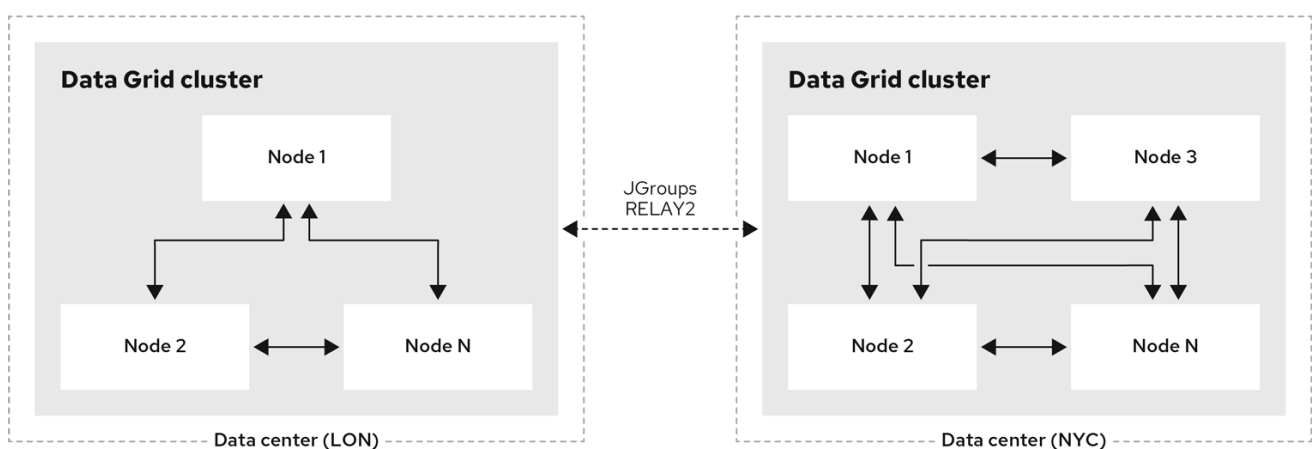 Data Grid cluster
Node 1
Node 2
Node N
Data center (LON)
JGroups
RELAY2
Data Grid cluster
Node 1
Node 3
Node 2
Node N
Data center (NYC)